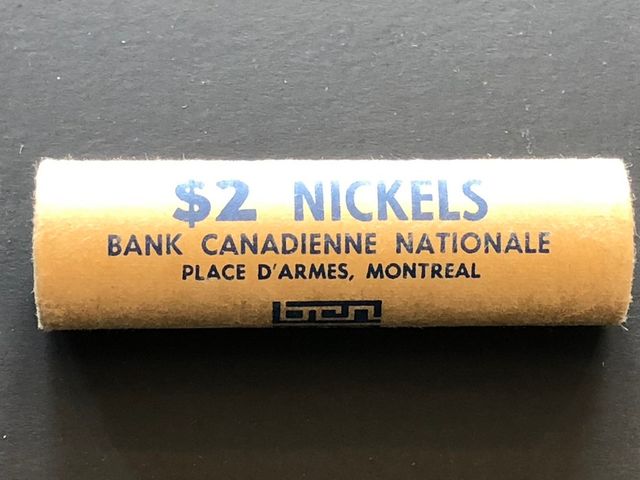 $2 NICKELS
BANK CANADIENNE NATIONALE
PLACE D'ARMES, MONTREAL